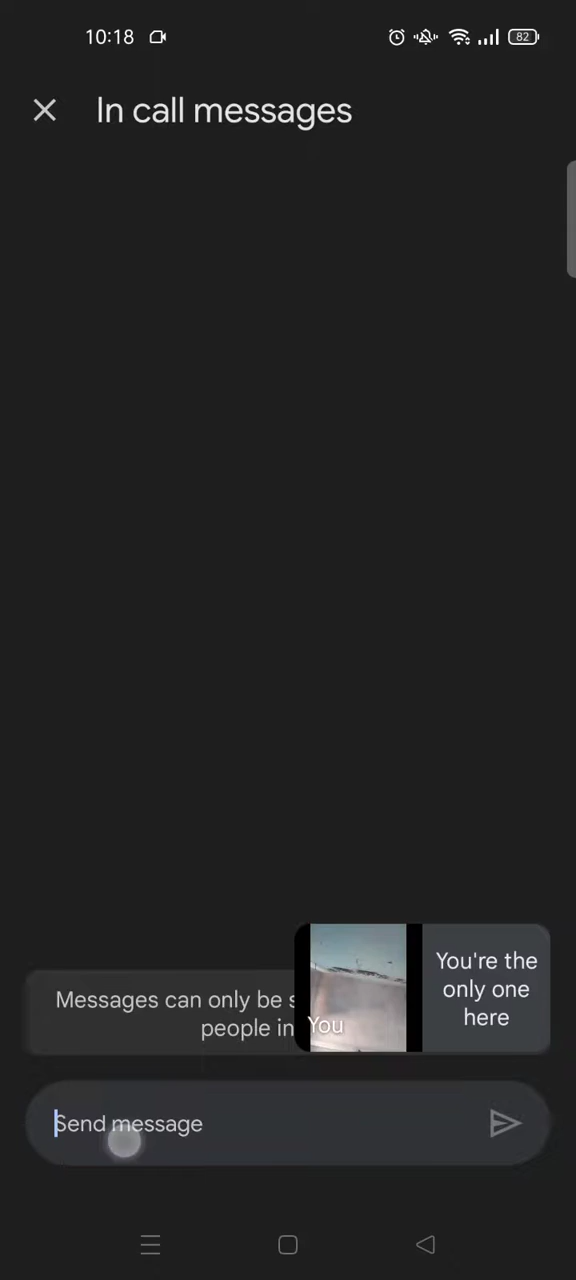 10:18
82
In call messages
Messages can only be
people in
You
You're the
only one
here
Send message